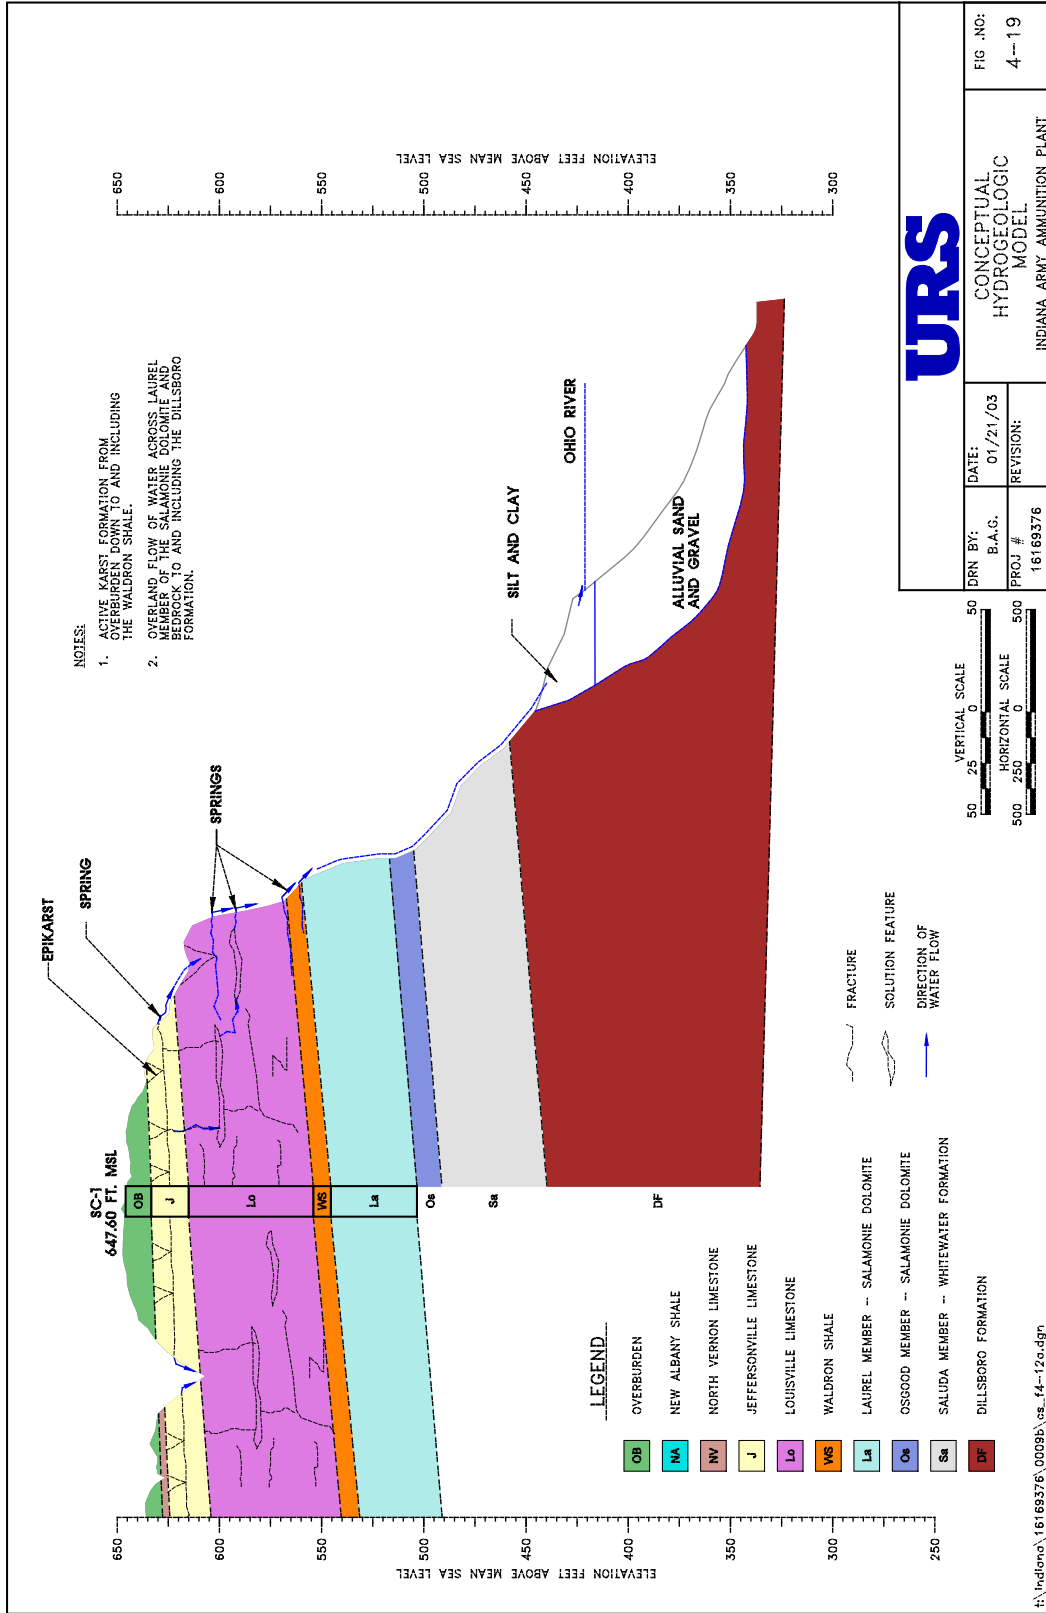 NOTES:
1. ACTIVE KARST FORMATION FROM
OVERBURDEN DOWN TO AND INCLUDING
THE WALDRON SHALE.
2. OVERLAND FLOW OF WATER ACROSS LAUREL
MEMBER OF THE SALAMONIE DOLOMITE AND
BEDROCK TO AND INCLUDING THE DILLSBORO
FORMATION.
ELEVATION FEET ABOVE MEAN SEA LEVEL
650
600
550
500
450
400
350
300
250
ELEVATION FEET ABOVE MEAN SEA LEVEL
650
600
550
500
450
400
350
300
SC-1
647.60 FT. MSL
EPIKARST
SPRING
SPRINGS
SILT AND CLAY
OHIO RIVER
ALLUVIAL SAND
AND GRAVEL
OB
J
Lo
WS
La
Os
Sa
DF
LEGEND
OB OVERBURDEN
NA NEW ALBANY SHALE
NV NORTH VERNON LIMESTONE
J JEFFERSONVILLE LIMESTONE
Lo LOUISVILLE LIMESTONE
WS WALDRON SHALE
La LAUREL MEMBER -- SALAMONIE DOLOMITE
Os OSGOOD MEMBER -- SALAMONIE DOLOMITE
Sa SALUDA MEMBER -- WHITEWATER FORMATION
DF DILLSBORO FORMATION
FRACTURE
SOLUTION FEATURE
DIRECTION OF
WATER FLOW
VERTICAL SCALE
50 25 0 50
HORIZONTAL SCALE
500 250 0 500
URS
DRN BY:
B.A.G.
DATE:
01/21/03
PROJ #
16169376
REVISION:
CONCEPTUAL
HYDROGEOLOGIC
MODEL
INDIANA ARMY AMMUNITION PLANT
FIG .NO:
4--19
t:\indiana\16169376\0009b\cs_f4-12a.dgn